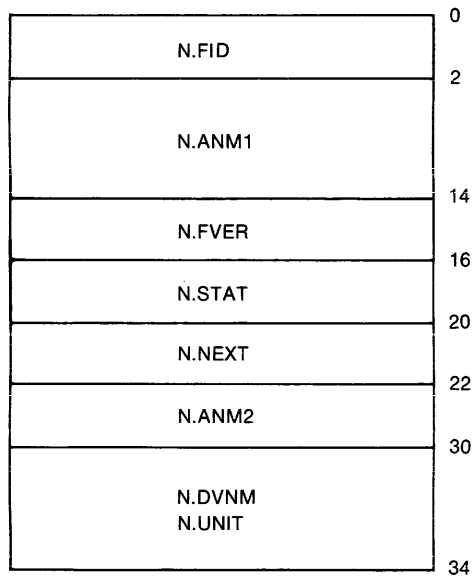 0
N.FID
2
N.ANM1
14
N.FVER
16
N.STAT
20
N.NEXT
22
N.ANM2
30
N.DVNM
N.UNIT
34